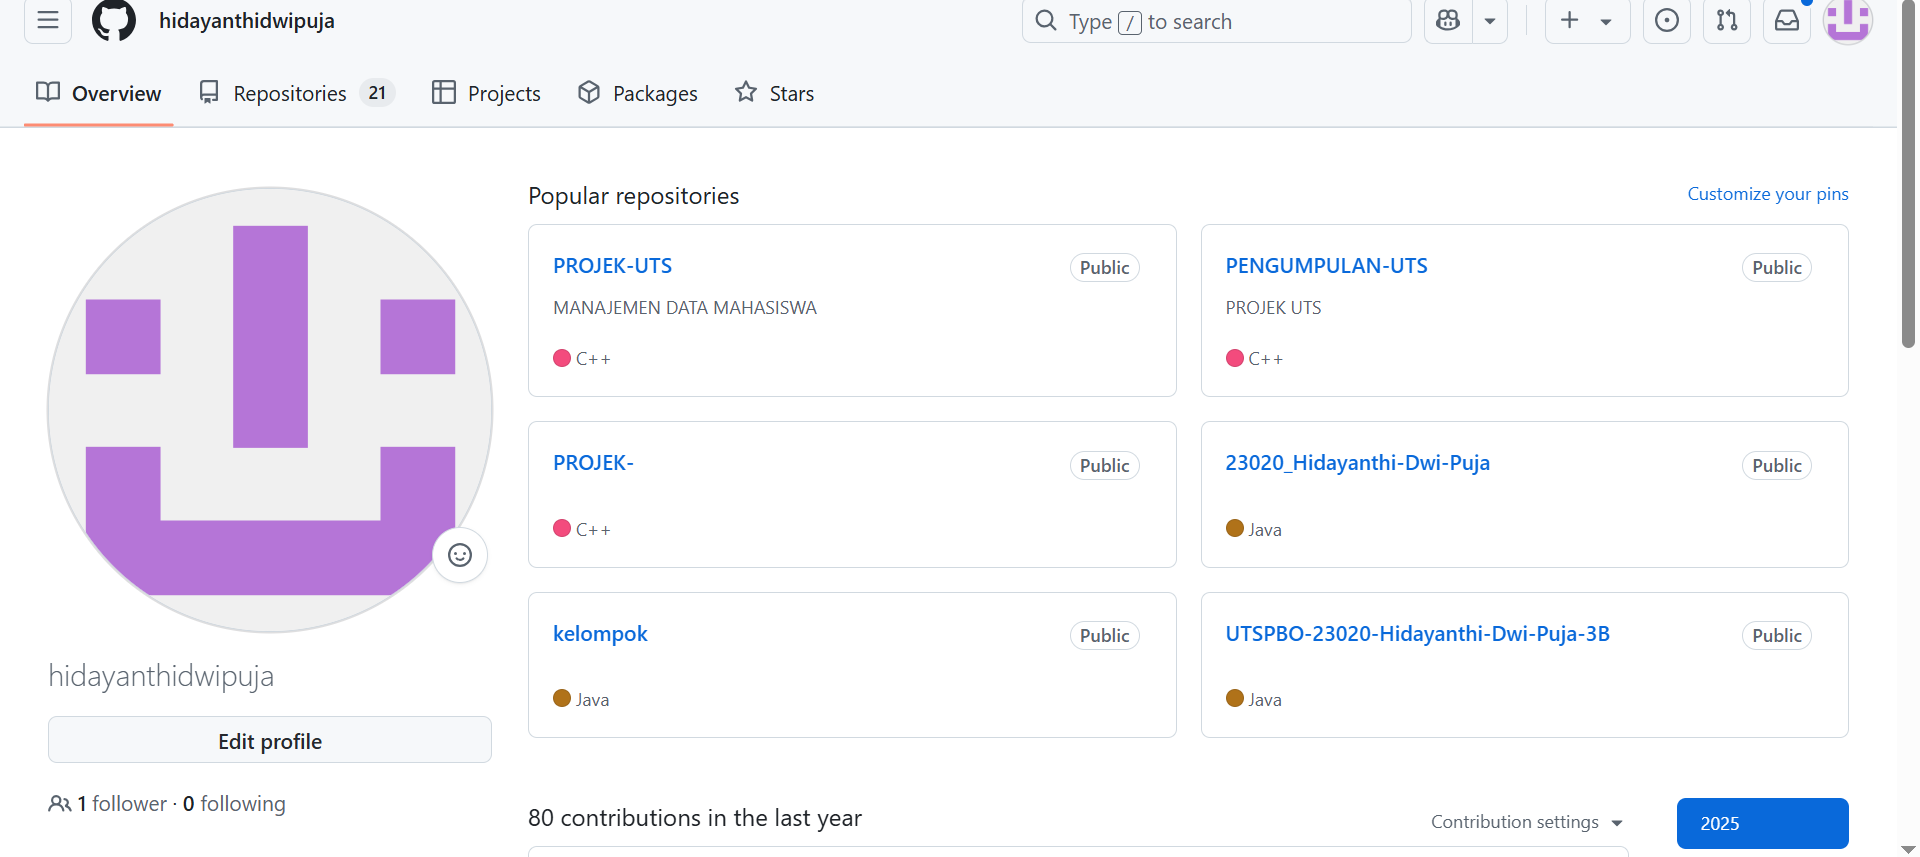 hidayanthidwipuja
Type / to search
Overview
Repositories 21
Projects
Packages
Stars
Popular repositories
Customize your pins
PROJEK-UTS
Public
MANAJEMEN DATA MAHASISWA
C++
PENGUMPULAN-UTS
Public
PROJEK UTS
C++
PROJEK-
Public
C++
23020_Hidayanthi-Dwi-Puja
Public
Java
kelompok
Public
Java
UTSPBO-23020-Hidayanthi-Dwi-Puja-3B
Public
Java
hidayanthidwipuja
Edit profile
1 follower · 0 following
80 contributions in the last year
Contribution settings
2025